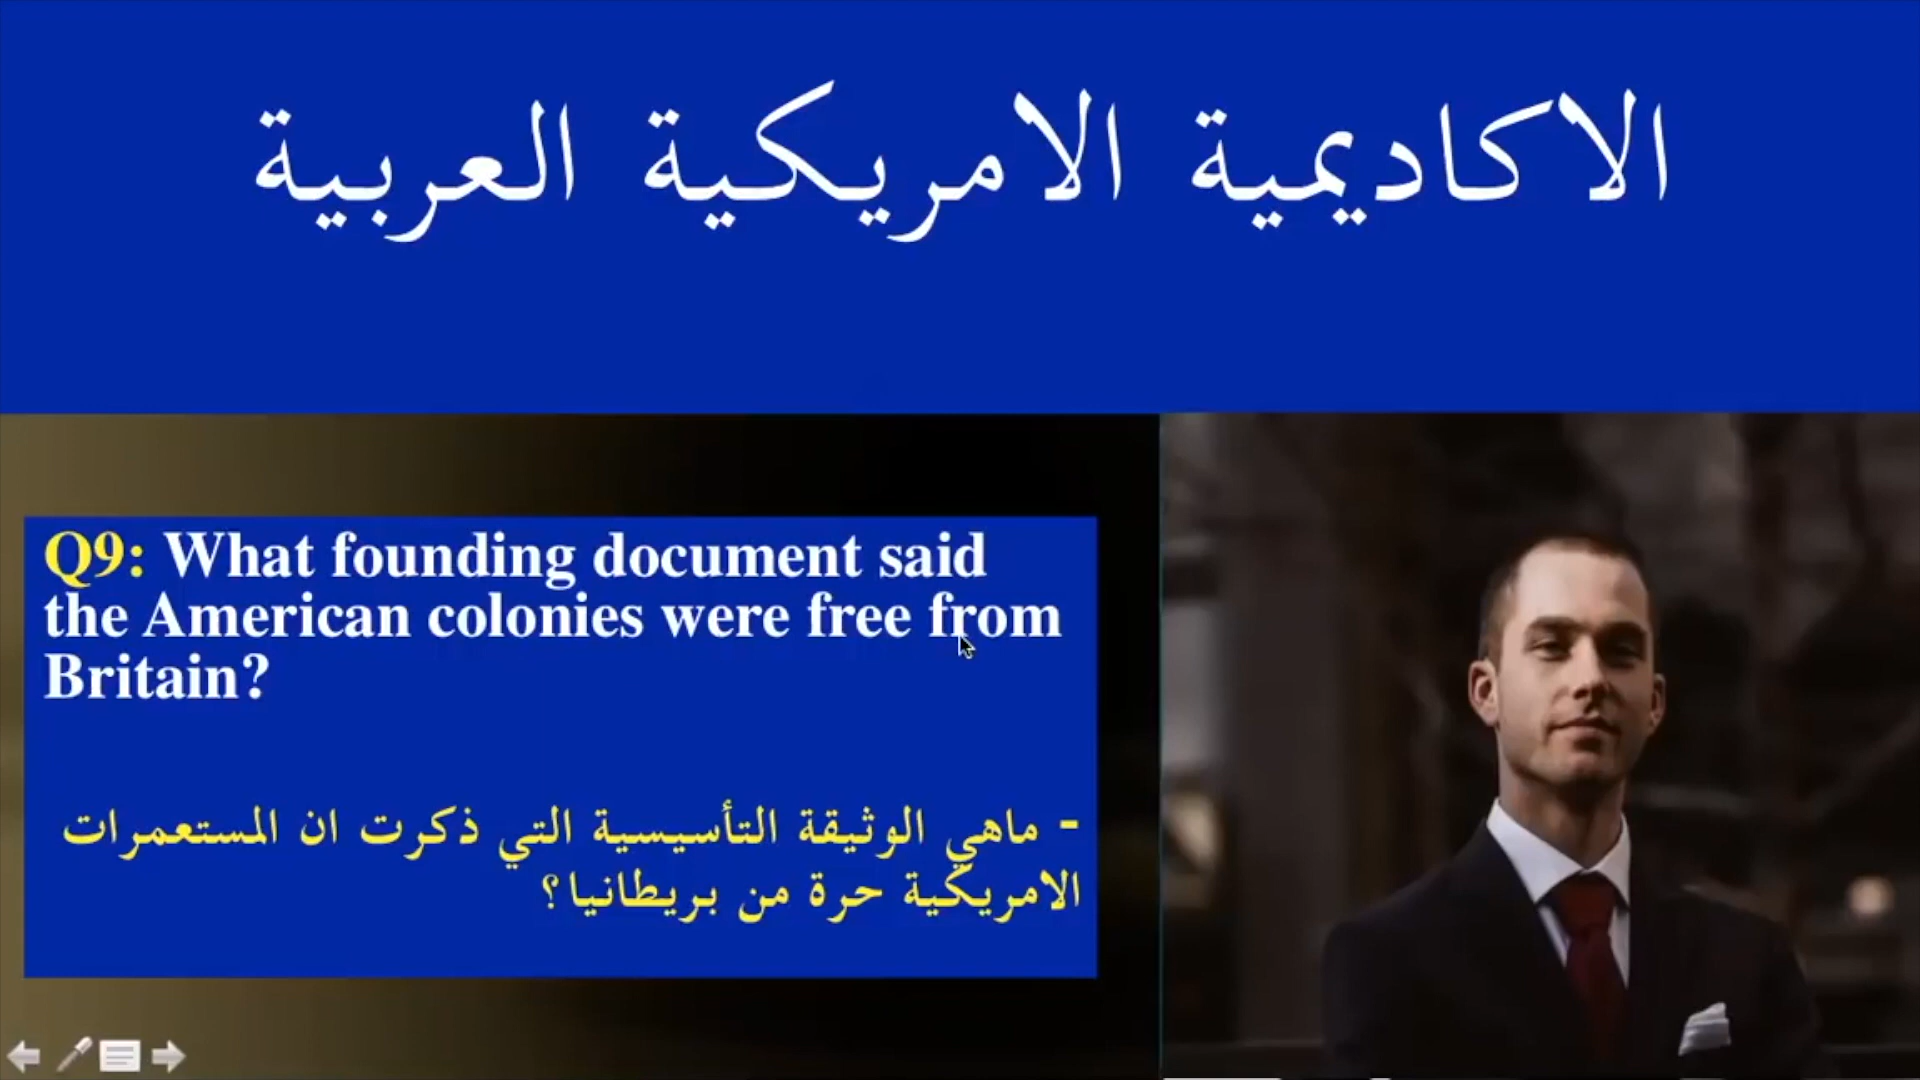 الاكاديمية الامريكية العربية
Q9: What founding document said
the American colonies were free from
Britain?
- ماهي الوثيقة التأسيسية التي ذكرت ان المستعمرات
الامريكية حرة من بريطانيا؟